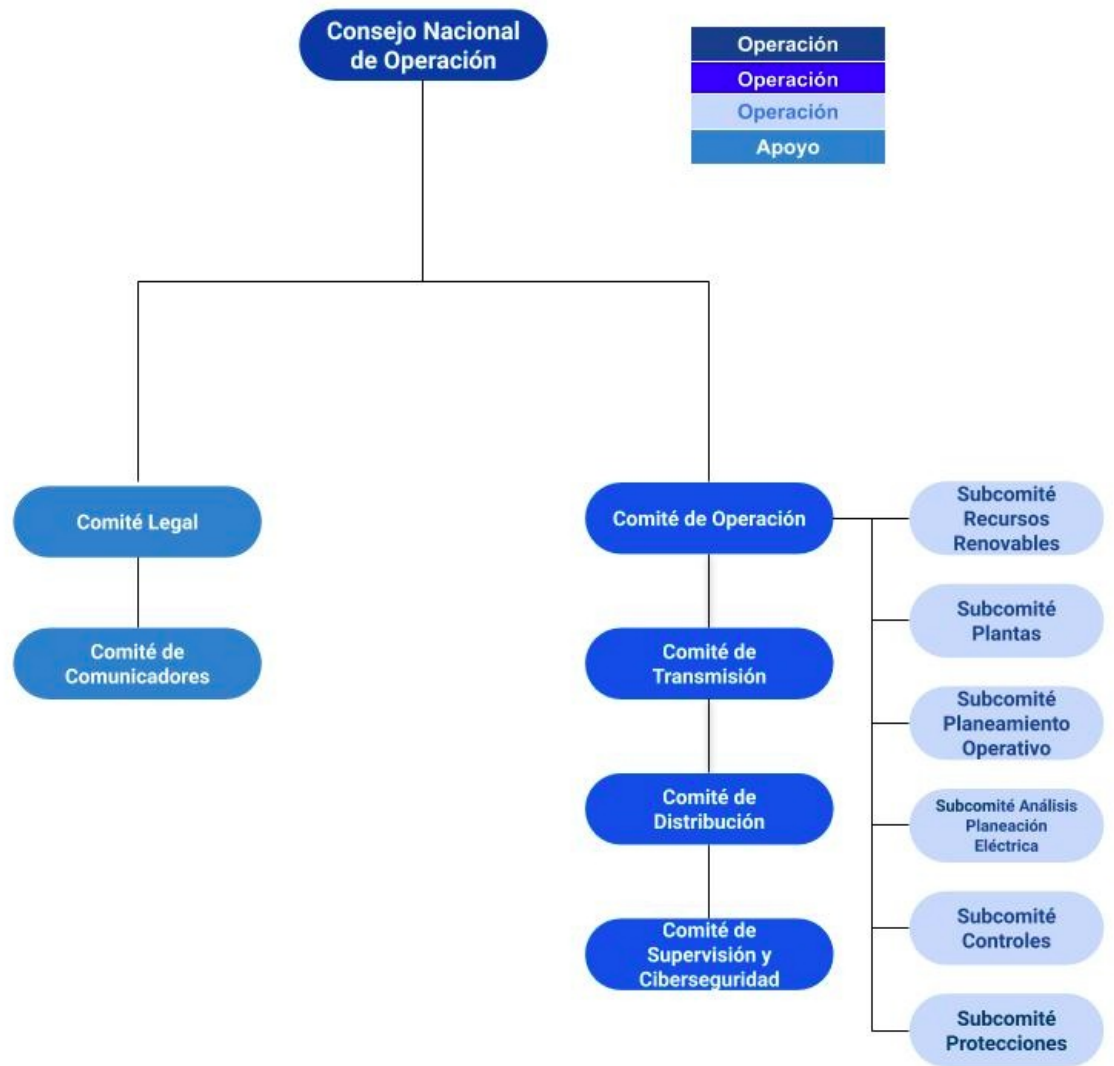 Consejo Nacional
de Operación
Operación
Operación
Operación
Apoyo
Comité Legal
Comité de
Comunicadores
Comité de Operación
Comité de
Transmisión
Comité de
Distribución
Comité de
Supervisión y
Ciberseguridad
Subcomité
Recursos
Renovables
Subcomité
Plantas
Subcomité
Planeamiento
Operativo
Subcomité Análisis
Planeación
Eléctrica
Subcomité
Controles
Subcomité
Protecciones